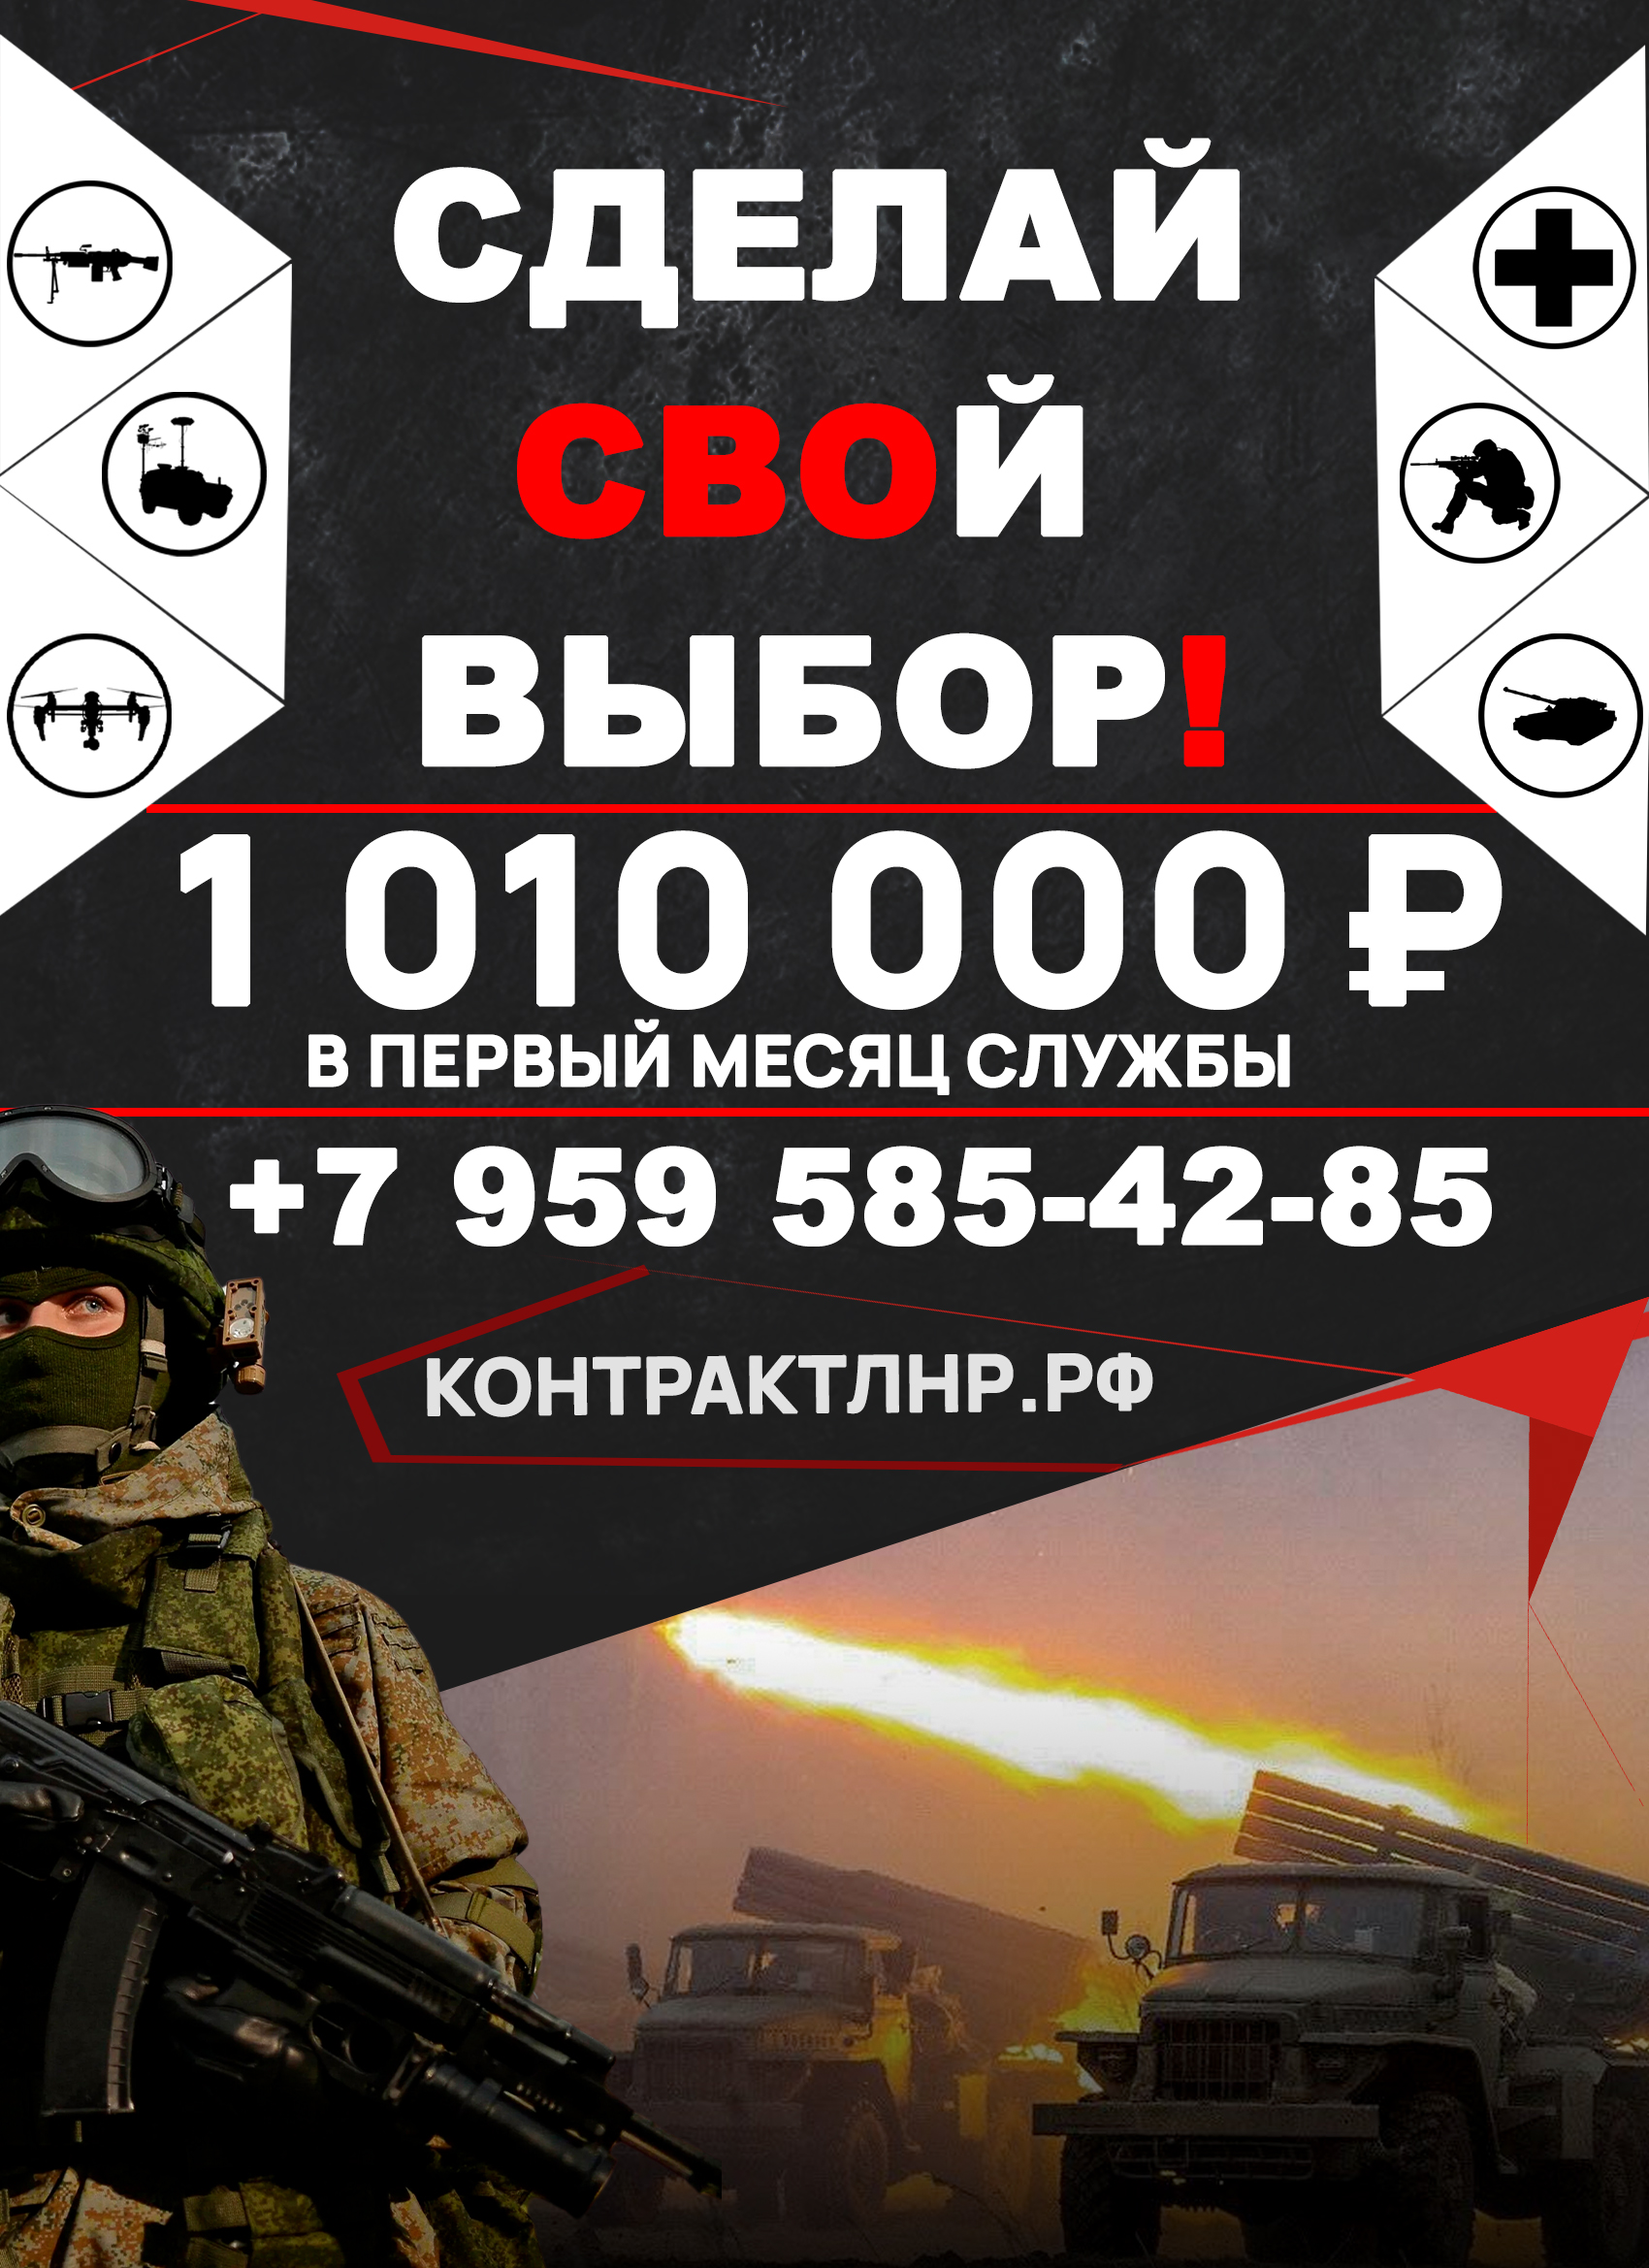 СДЕЛАЙ
СВОЙ
ВЫБОР!
1 010 000 ₽
В ПЕРВЫЙ МЕСЯЦ СЛУЖБЫ
+7 959 585-42-85
КОНТРАКТЛНР.РФ